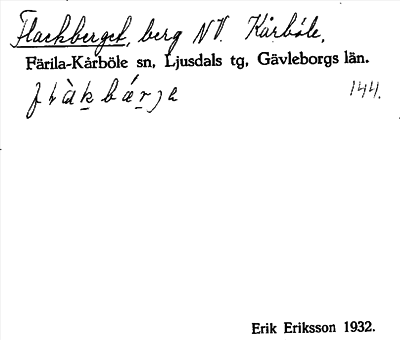 Flackberget, berg NV. Kårböle,
Färila-Kårböle sn, Ljusdals tg, Gävleborgs län.
144.
Erik Eriksson 1932.